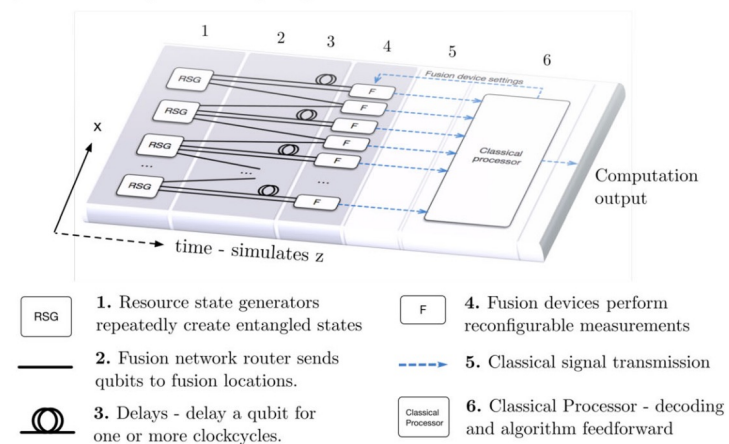 1
2
3
4
5
6
Fusion device settings
RSG
F
F
RSG
F
F
RSG
F
...
...
...
RSG
F
Classical
processor
x
Computation
output
time - simulates z
RSG
1. Resource state generators
repeatedly create entangled states
2. Fusion network router sends
qubits to fusion locations.
3. Delays - delay a qubit for
one or more clockcycles.
F
4. Fusion devices perform
reconfigurable measurements
5. Classical signal transmission
Classical
Processor
6. Classical Processor - decoding
and algorithm feedforward